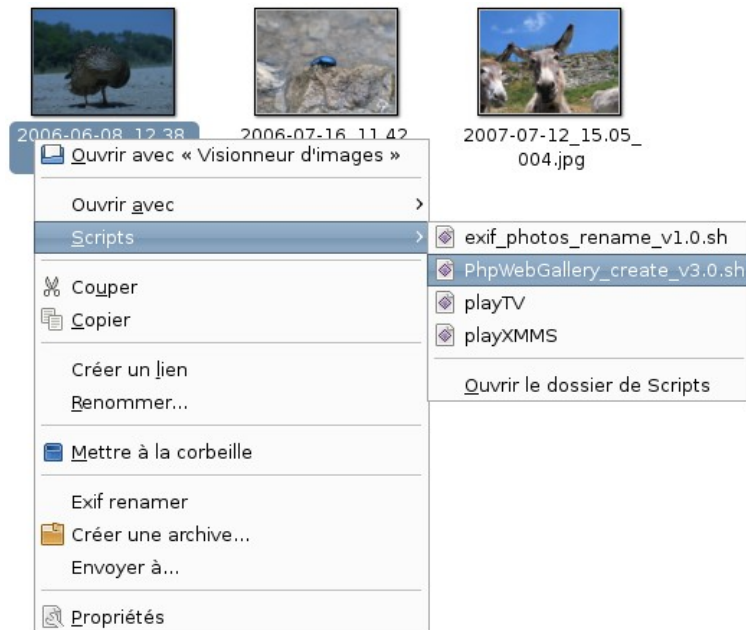 2006-06-08_12.38
2006-07-16_11.42
2007-07-12_15.05_
004.jpg
Ouvrir avec « Visionneur d'images »
Ouvrir avec
Scripts
Couper
Copier
Créer un lien
Renommer...
Mettre à la corbeille
Exif renamer
Créer une archive...
Envoyer à...
Propriétés
exif_photos_rename_v1.0.sh
PhpWebGallery_create_v3.0.sh
playTV
playXMMS
Ouvrir le dossier de Scripts